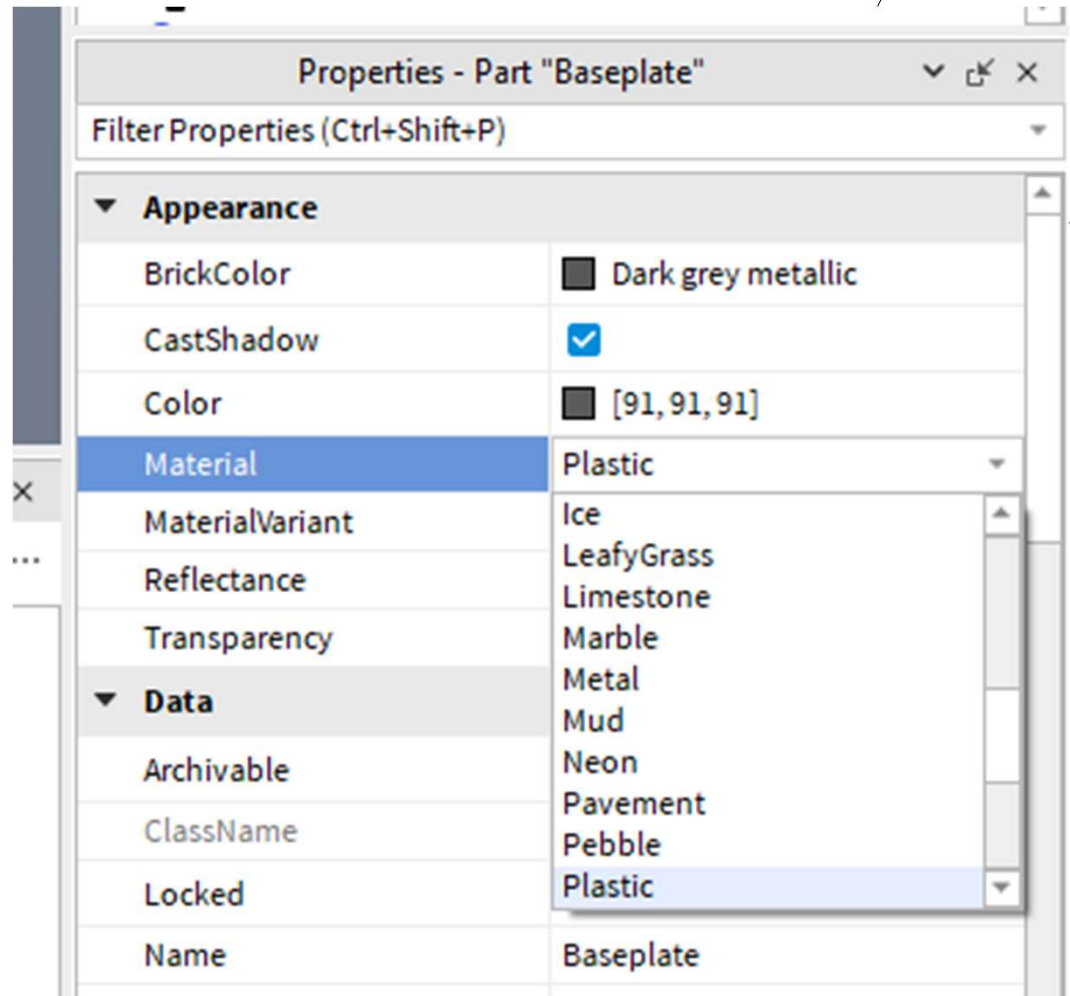 Properties - Part "Baseplate"
Filter Properties (Ctrl+Shift+P)
Appearance
BrickColor Dark grey metallic
CastShadow
Color [91, 91, 91]
Material Plastic
MaterialVariant Ice
LeafyGrass
Reflectance Limestone
Transparency Marble
Metal
Data Mud
Neon
Archivable Pavement
ClassName Pebble
Locked Plastic
Name Baseplate